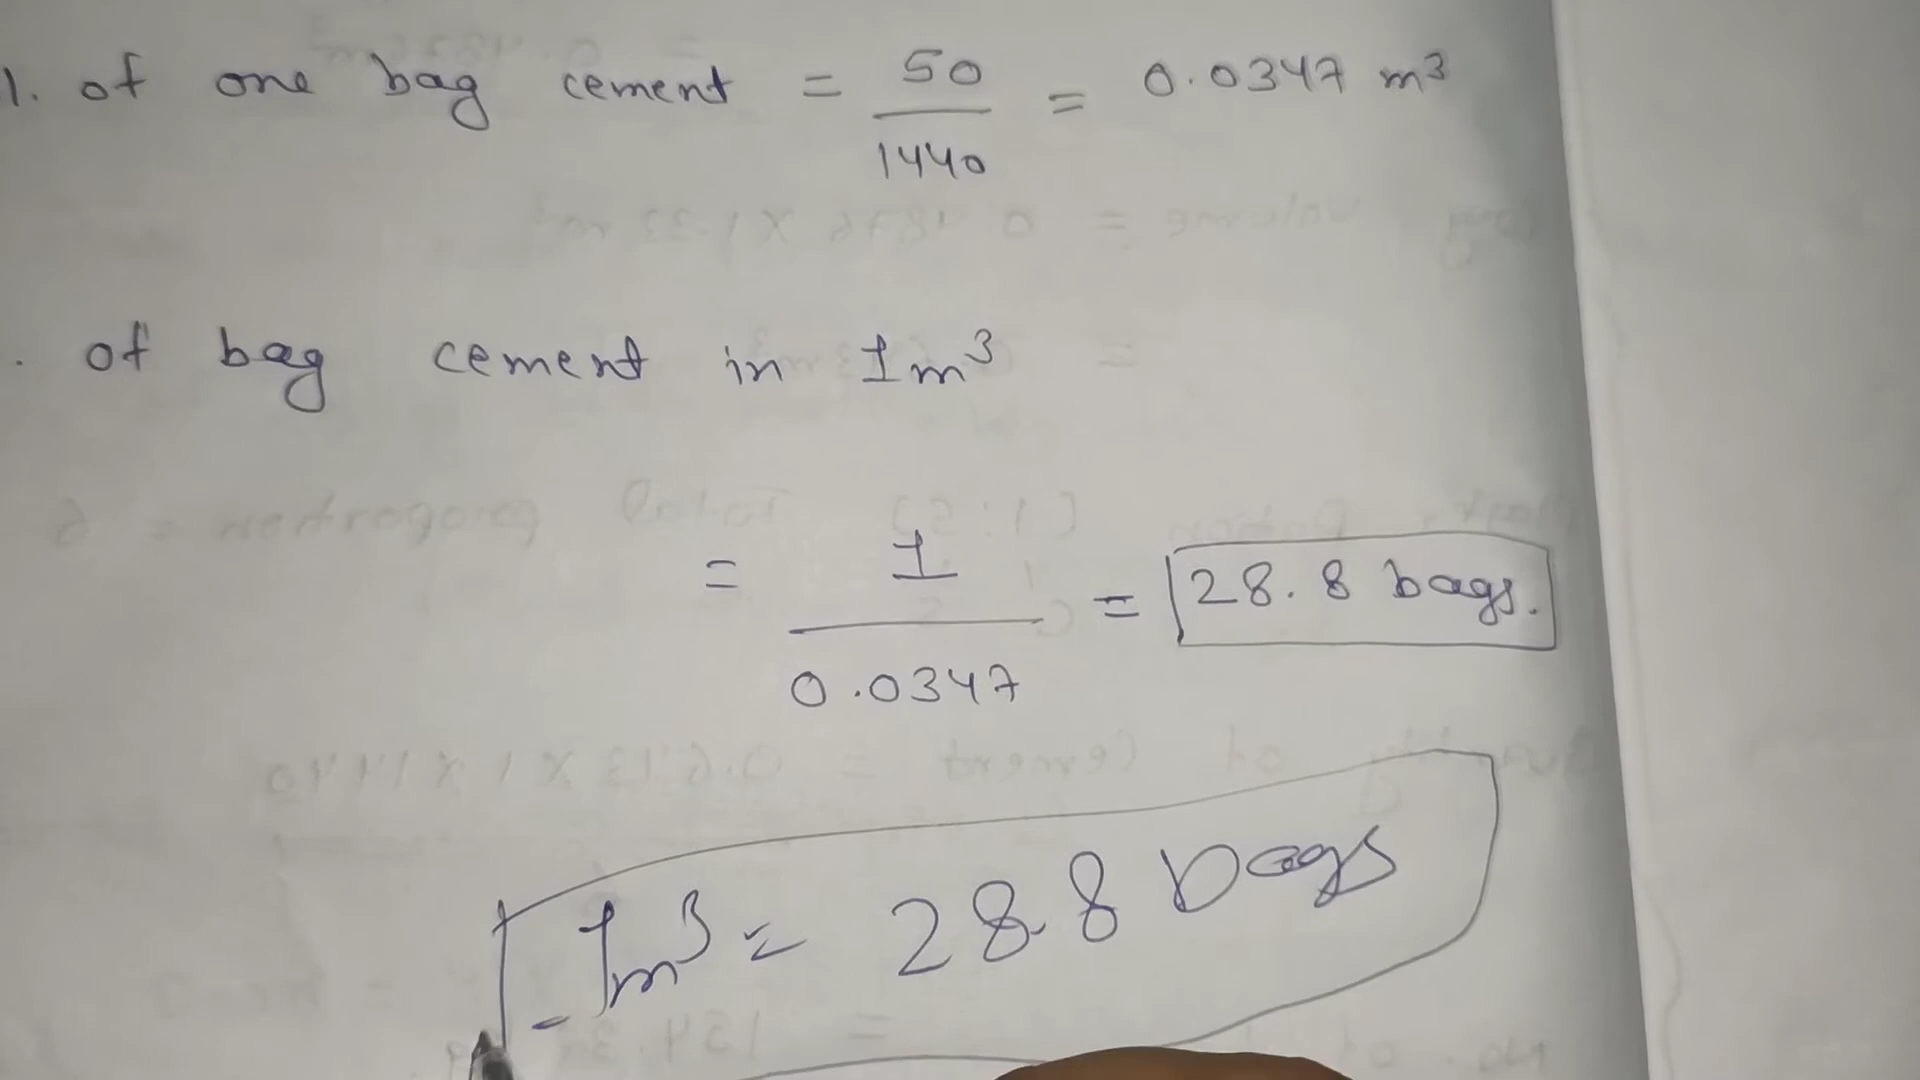 1. of one bag cement = 50/1440 = 0.0347 m³
. of bag cement in 1m³
= 1/0.0347 = 28.8 bags.
1m³ = 28.8 bags